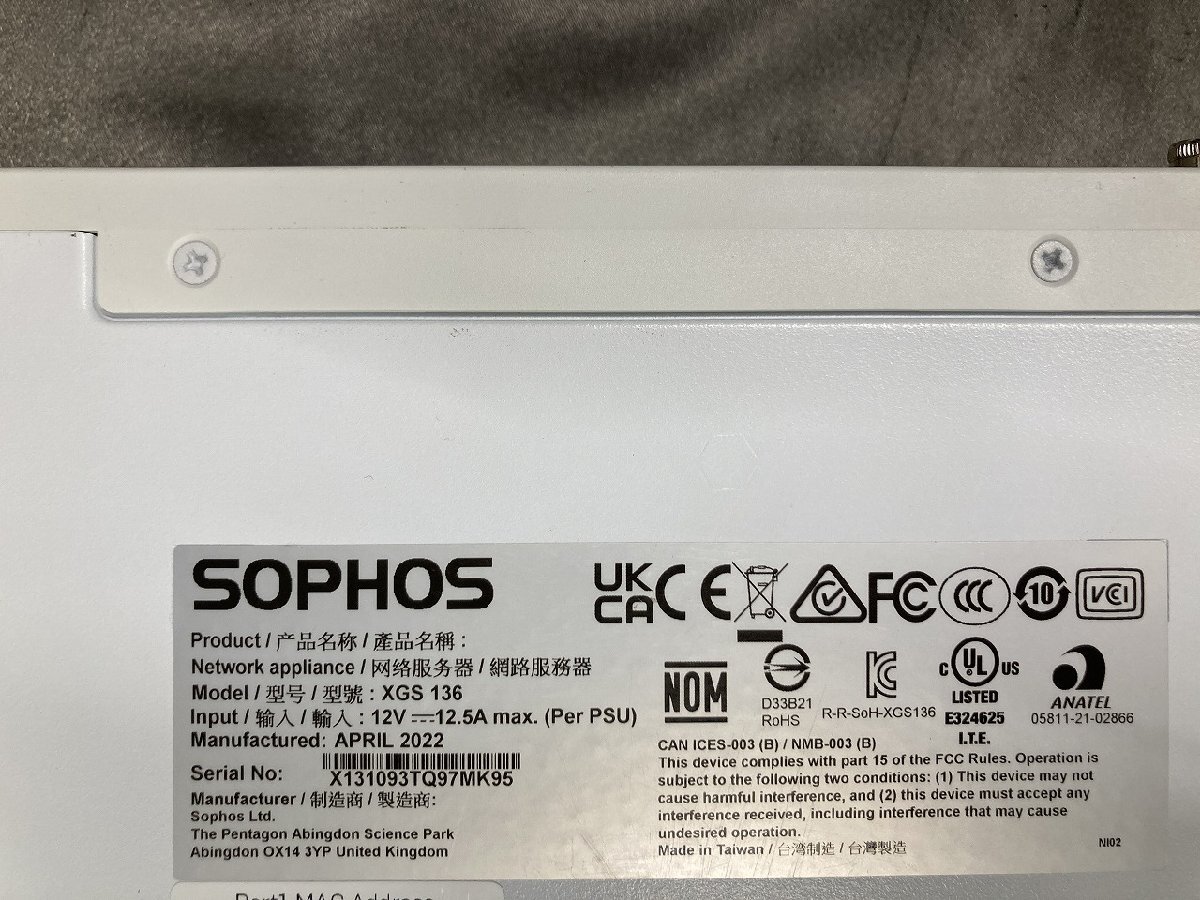 SOPHOS
Product / 产品名称 / 產品名稱 :
Network appliance / 网络服务器 / 網路服務器
Model / 型号 / 型號 : XGS 136
Input / 输入 / 輸入 : 12V ⎓ 12.5A max. (Per PSU)
Manufactured: APRIL 2022
Serial No: X131093TQ97MK95
Manufacturer / 制造商 / 製造商:
Sophos Ltd.
The Pentagon Abingdon Science Park
Abingdon OX14 3YP United Kingdom
UK
CA
CE
FC
CCC
10
VCI
NOM
D33B21
RoHS
R-R-SoH-XGS136
c UL US
LISTED
E324625
I.T.E.
ANATEL
05811-21-02866
CAN ICES-003 (B) / NMB-003 (B)
This device complies with part 15 of the FCC Rules. Operation is
subject to the following two conditions: (1) This device may not
cause harmful interference, and (2) this device must accept any
interference received, including interference that may cause
undesired operation.
Made in Taiwan / 台湾制造 / 台灣製造
NI02
Port1 MAC Address